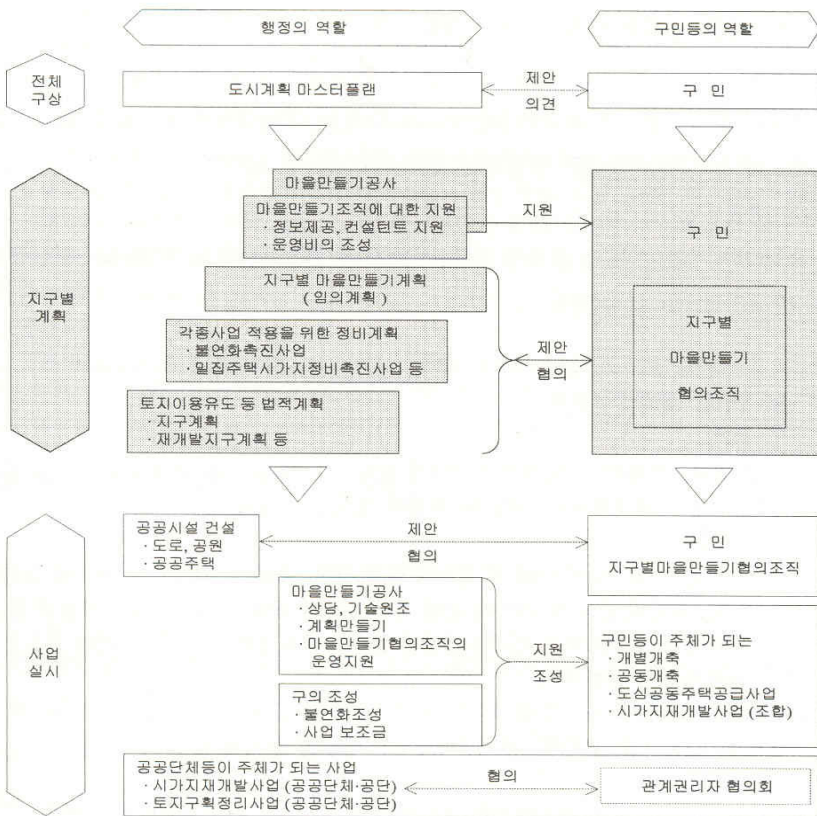 행정의 역할
구민등의 역할
전체
구상
도시계획 마스터플랜
제안
의견
구 민
지구별
계획
마을만들기공사
마을만들기조직에 대한 지원
· 정보제공, 컨설턴트 지원
· 운영비의 조성
지원
구 민
지구별 마을만들기계획
( 임의계획 )
각종사업 적용을 위한 정비계획
· 불연화촉진사업
· 밀집주택시가지정비촉진사업 등
토지이용유도 등 법적계획
· 지구계획
· 재개발지구계획 등
제안
협의
지구별
마을만들기
협의조직
사업
실시
공공시설 건설
· 도로, 공원
· 공공주택
제안
협의
구 민
지구별마을만들기협의조직
마을만들기공사
· 상담, 기술원조
· 계획만들기
· 마을만들기협의조직의
운영지원
구의 조성
· 불연화조성
· 사업 보조금
지원
조성
구민등이 주체가 되는
· 개별개축
· 공동개축
· 도심공동주택공급사업
· 시가지재개발사업 (조합)
공공단체등이 주체가 되는 사업
· 시가지재개발사업 (공공단체·공단)
· 토지구획정리사업 (공공단체·공단)
협의
관계권리자 협의회